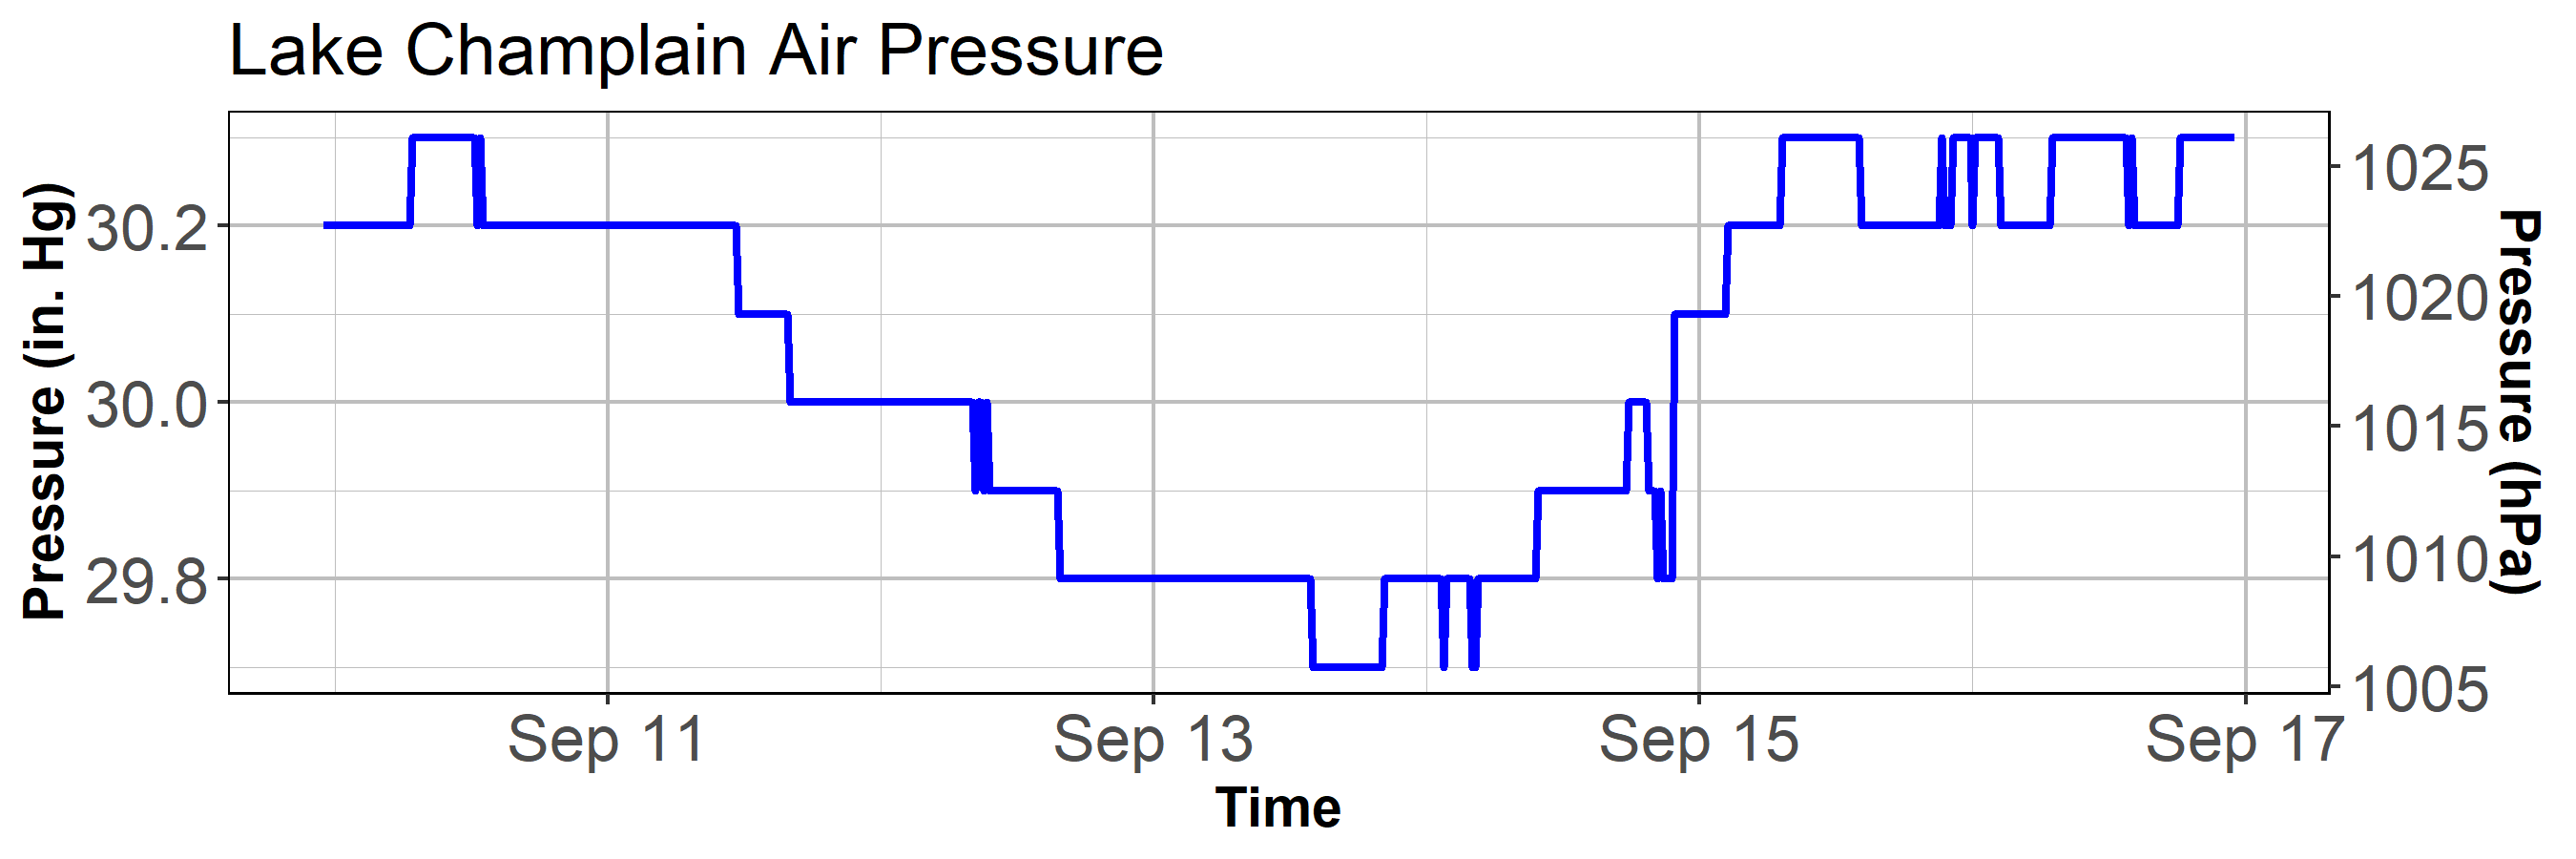 Lake Champlain Air Pressure
Pressure (in. Hg)
30.2
30.0
29.8
1025
1020
1015
1010
1005
Pressure (hPa)
Sep 11
Sep 13
Sep 15
Sep 17
Time